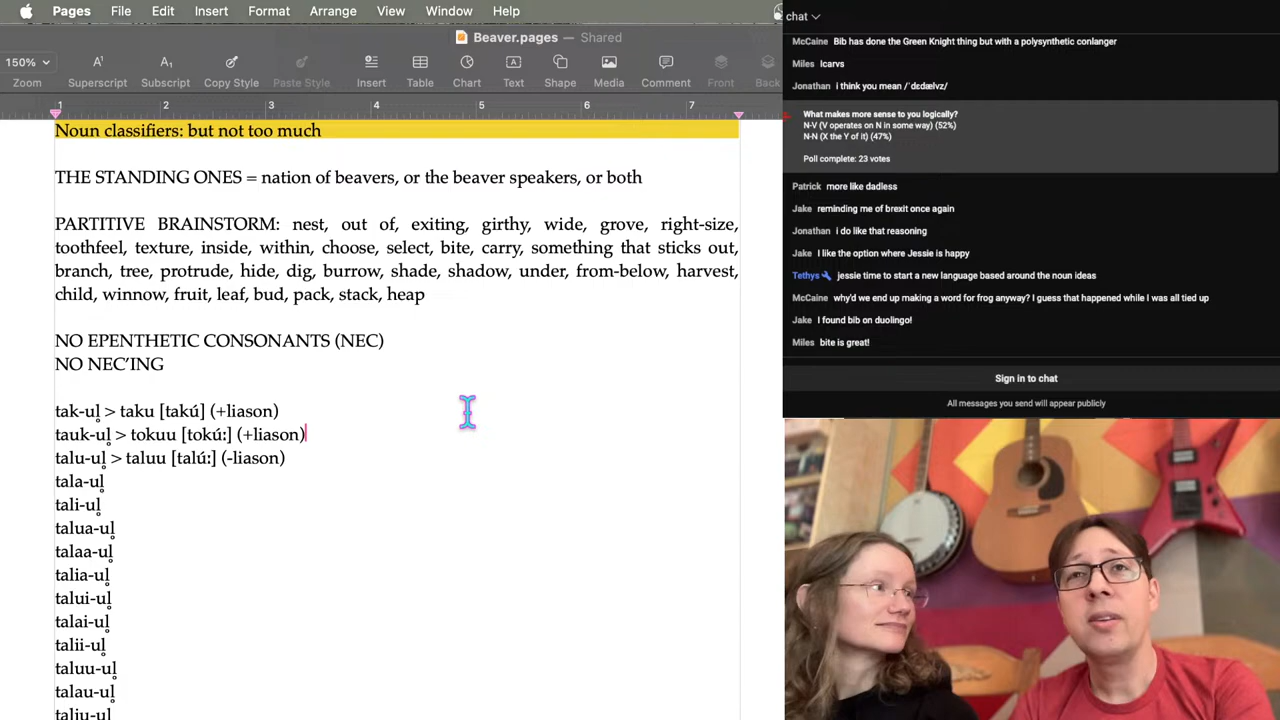 Pages File Edit Insert Format Arrange View Window Help
Beaver.pages — Shared
150%
Zoom Superscript Subscript Copy Style Paste Style Insert Table Chart Text Shape Media Comment Front Back
1 2 3 4 5 6 7
Noun classifiers: but not too much
THE STANDING ONES = nation of beavers, or the beaver speakers, or both
PARTITIVE BRAINSTORM: nest, out of, exiting, girthy, wide, grove, right-size,
toothfeel, texture, inside, within, choose, select, bite, carry, something that sticks out,
branch, tree, protrude, hide, dig, burrow, shade, shadow, under, from-below, harvest,
child, winnow, fruit, leaf, bud, pack, stack, heap
NO EPENTHETIC CONSONANTS (NEC)
NO NEC’ING
tak-ul̥ > taku [takú] (+liason)
tauk-ul̥ > tokuu [tokú:] (+liason)
talu-ul̥ > taluu [talú:] (-liason)
tala-ul̥
tali-ul̥
talua-ul̥
talaa-ul̥
talia-ul̥
talui-ul̥
talai-ul̥
talii-ul̥
taluu-ul̥
talau-ul̥
taliu-ul̥
chat
McCaine Bib has done the Green Knight thing but with a polysynthetic conlanger
Miles Icarvs
Jonathan i think you mean /ˈdɛdælvz/
What makes more sense to you logically?
N-V (V operates on N in some way) (52%)
N-N (X the Y of it) (47%)
Poll complete: 23 votes
Patrick more like dadless
Jake reminding me of brexit once again
Jonathan i do like that reasoning
Jake I like the option where Jessie is happy
Tethys jessie time to start a new language based around the noun ideas
McCaine why'd we end up making a word for frog anyway? I guess that happened while I was all tied up
Jake I found bib on duolingo!
Miles bite is great!
Sign in to chat
All messages you send will appear publicly